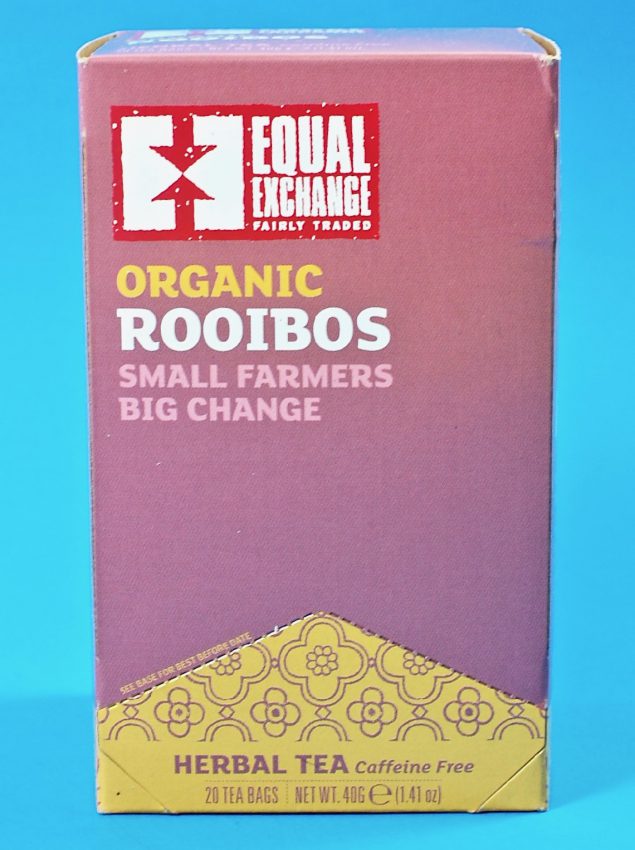 EQUAL
EXCHANGE
FAIRLY TRADED
ORGANIC
ROOIBOS
SMALL FARMERS
BIG CHANGE
SEE BASE FOR BEST BEFORE DATE
HERBAL TEA Caffeine Free
20 TEA BAGS NET WT. 40G ℮ (1.41 oz)